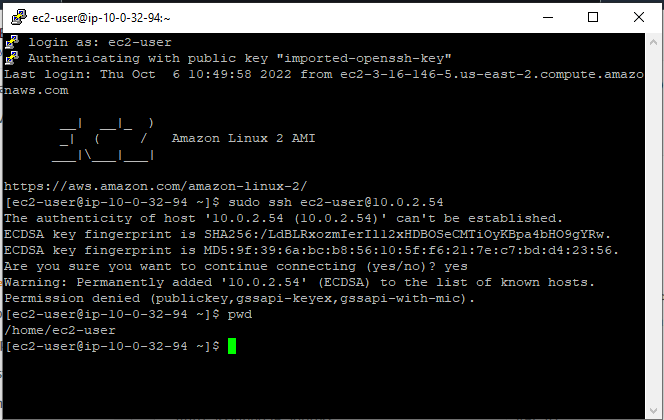 ec2-user@ip-10-0-32-94:~
login as: ec2-user
Authenticating with public key "imported-openssh-key"
Last login: Thu Oct  6 10:49:58 2022 from ec2-3-16-146-5.us-east-2.compute.amazo
naws.com
       __|  __|_  )
       _|  (     /   Amazon Linux 2 AMI
      ___|\___|___|
https://aws.amazon.com/amazon-linux-2/
[ec2-user@ip-10-0-32-94 ~]$ sudo ssh ec2-user@10.0.2.54
The authenticity of host '10.0.2.54 (10.0.2.54)' can't be established.
ECDSA key fingerprint is SHA256:/LdBLRxozmIerIIl2xHDBOSeCMTiOyKBpa4bHO9gYRw.
ECDSA key fingerprint is MD5:9f:39:6a:bc:b8:56:10:5f:f6:21:7e:c7:bd:d4:23:56.
Are you sure you want to continue connecting (yes/no)? yes
Warning: Permanently added '10.0.2.54' (ECDSA) to the list of known hosts.
Permission denied (publickey,gssapi-keyex,gssapi-with-mic).
[ec2-user@ip-10-0-32-94 ~]$ pwd
/home/ec2-user
[ec2-user@ip-10-0-32-94 ~]$